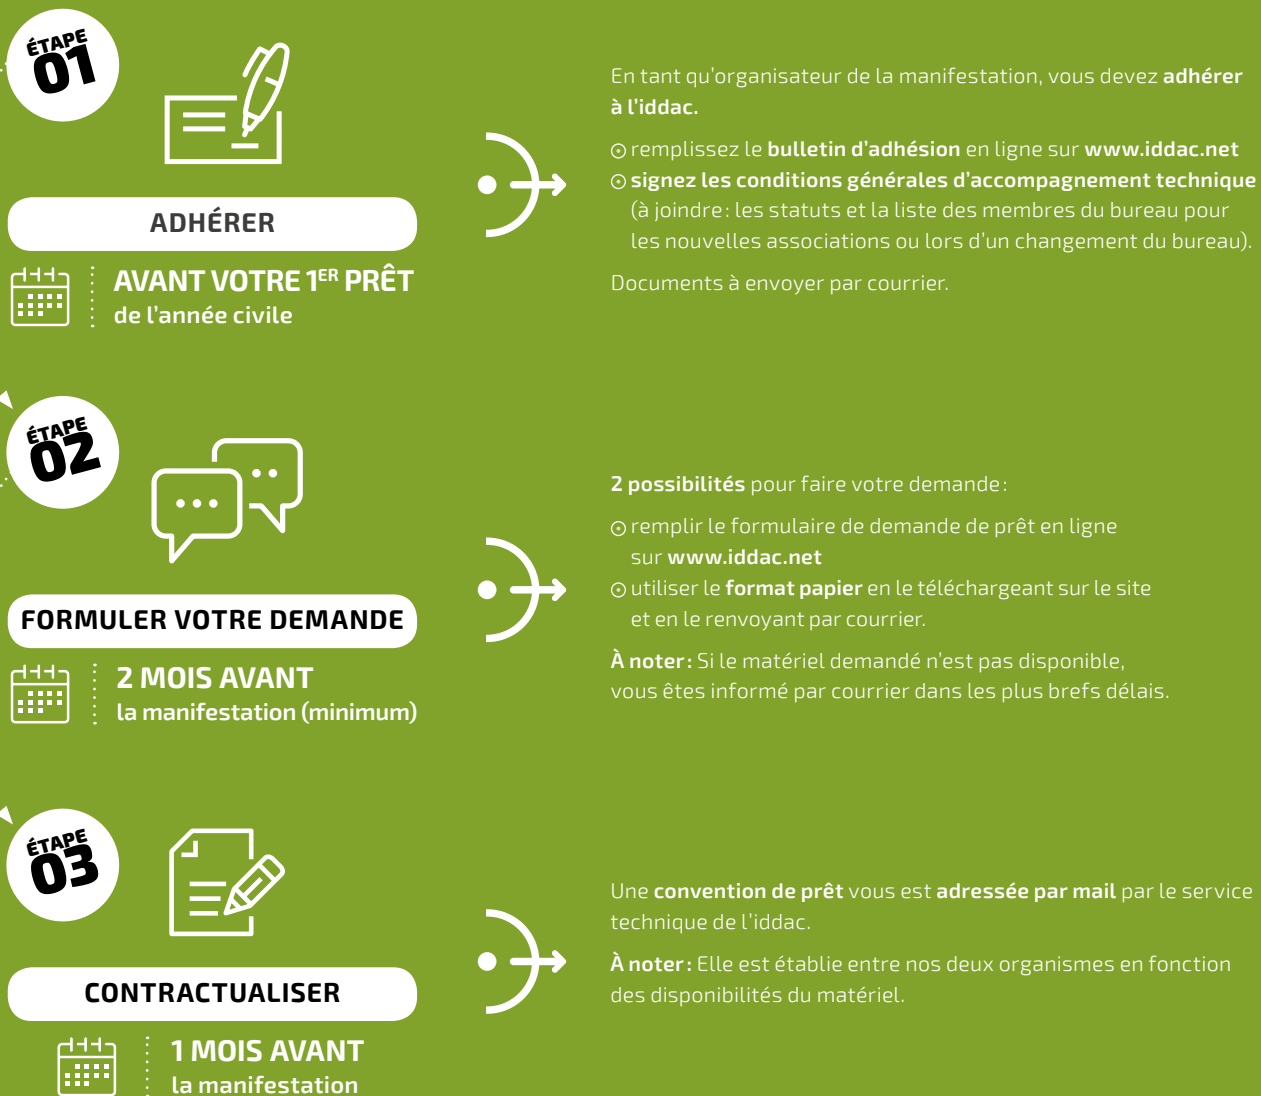 ÉTAPE
01
ADHÉRER
AVANT VOTRE 1ER PRÊT
de l'année civile
En tant qu'organisateur de la manifestation, vous devez adhérer
à l'iddac.
remplissez le bulletin d'adhésion en ligne sur www.iddac.net
signez les conditions générales d'accompagnement technique
(à joindre : les statuts et la liste des membres du bureau pour
les nouvelles associations ou lors d'un changement du bureau).
Documents à envoyer par courrier.
ÉTAPE
02
FORMULER VOTRE DEMANDE
2 MOIS AVANT
la manifestation (minimum)
2 possibilités pour faire votre demande :
remplir le formulaire de demande de prêt en ligne
sur www.iddac.net
utiliser le format papier en le téléchargeant sur le site
et en le renvoyant par courrier.
À noter : Si le matériel demandé n'est pas disponible,
vous êtes informé par courrier dans les plus brefs délais.
ÉTAPE
03
CONTRACTUALISER
1 MOIS AVANT
la manifestation
Une convention de prêt vous est adressée par mail par le service
technique de l'iddac.
À noter : Elle est établie entre nos deux organismes en fonction
des disponibilités du matériel.